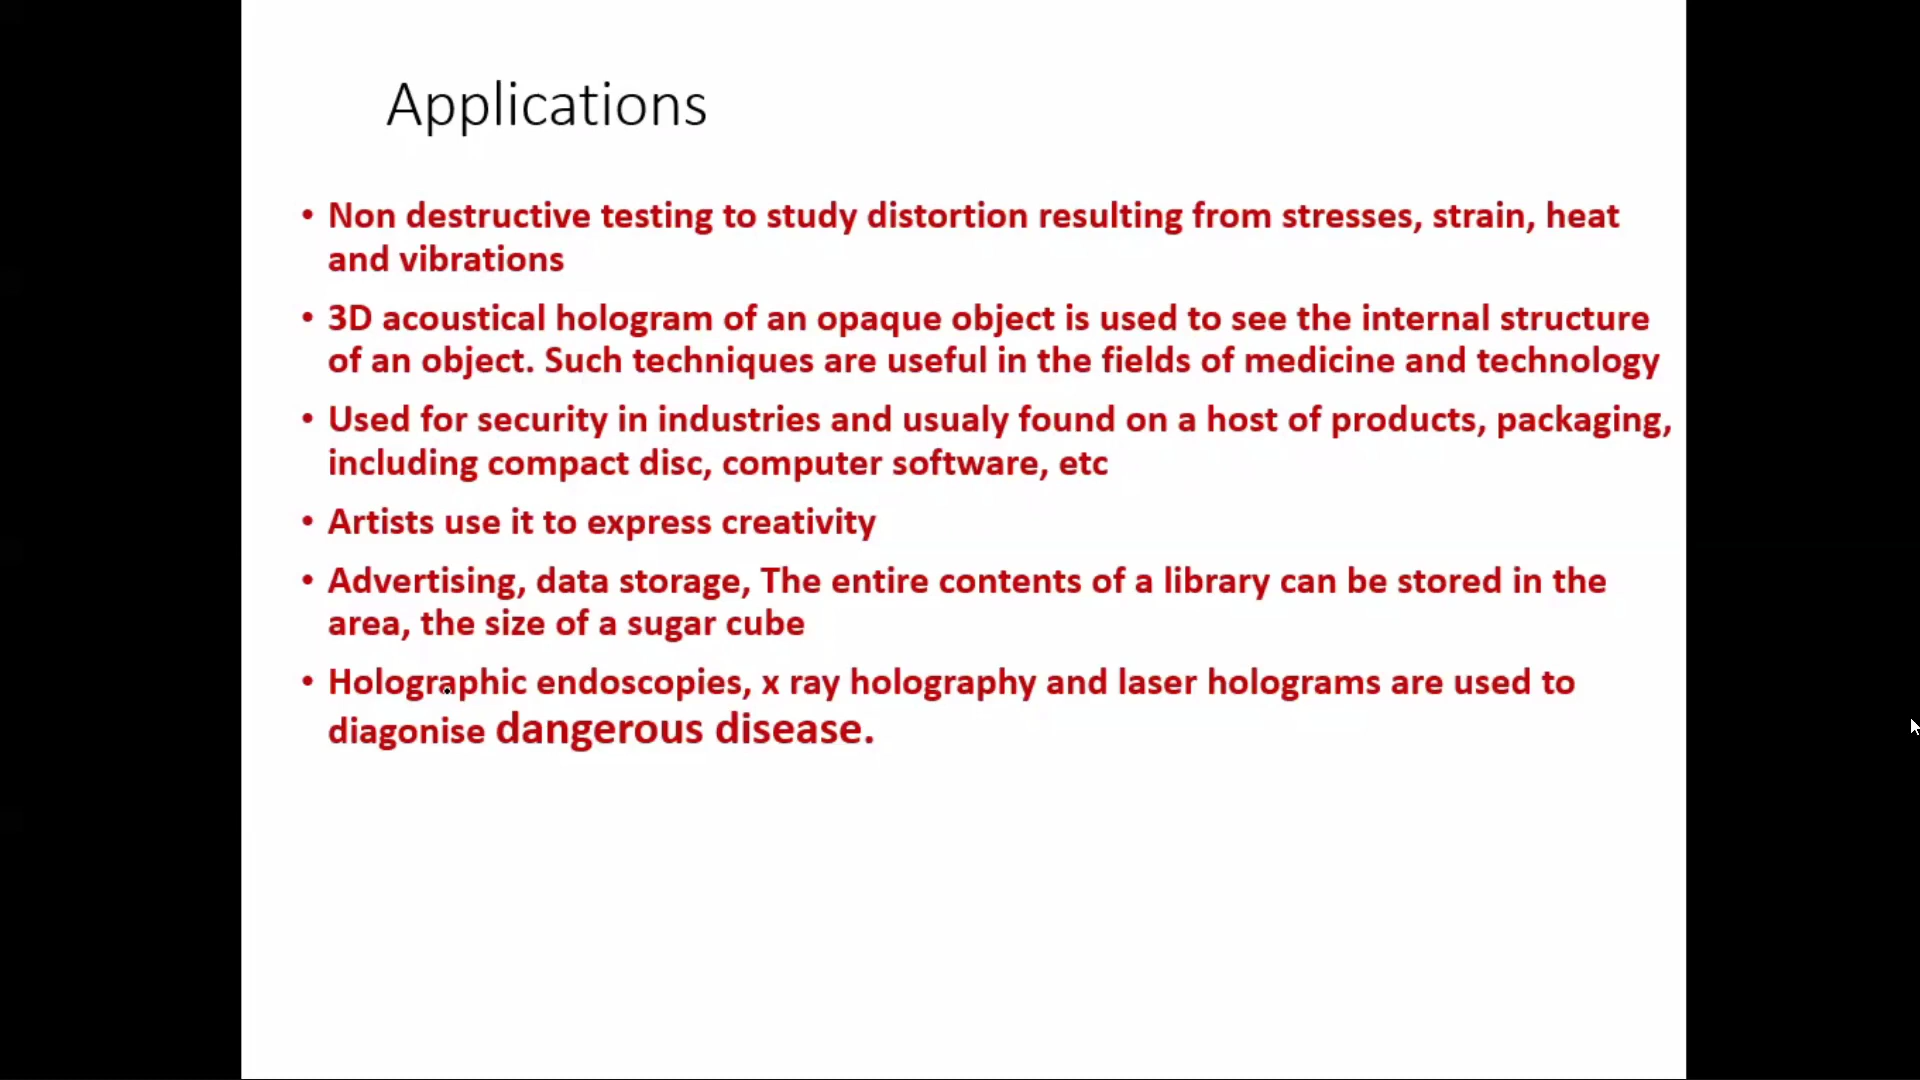 Applications
• Non destructive testing to study distortion resulting from stresses, strain, heat
and vibrations
• 3D acoustical hologram of an opaque object is used to see the internal structure
of an object. Such techniques are useful in the fields of medicine and technology
• Used for security in industries and usualy found on a host of products, packaging,
including compact disc, computer software, etc
• Artists use it to express creativity
• Advertising, data storage, The entire contents of a library can be stored in the
area, the size of a sugar cube
• Holographic endoscopies, x ray holography and laser holograms are used to
diagonise dangerous disease.